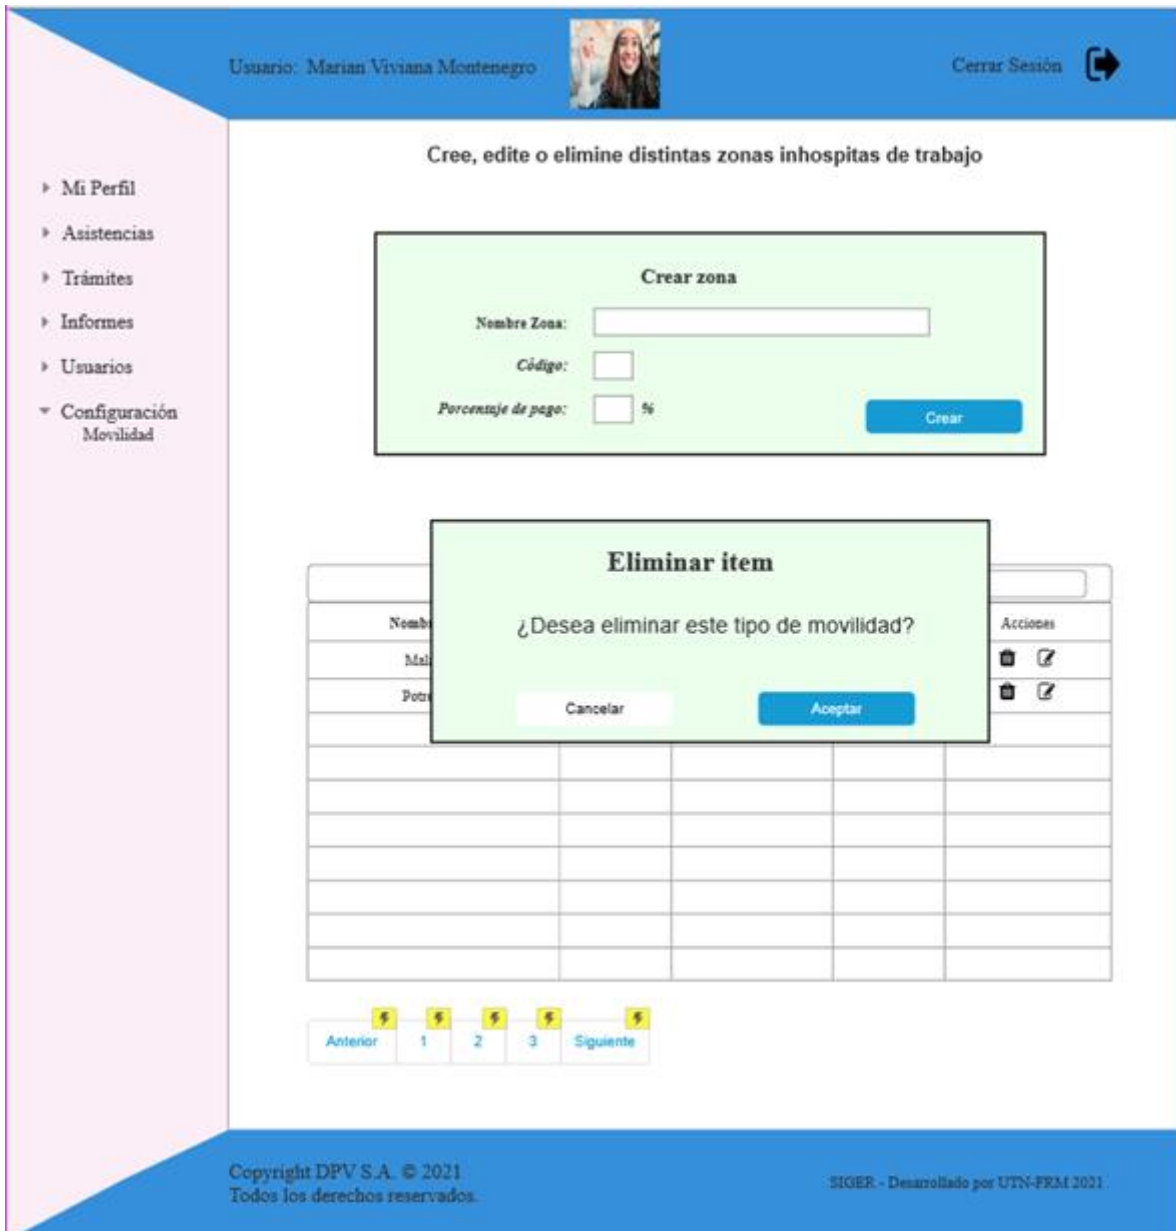 Usuario: Marian Viviana Montenegro
Cerrar Sesión
Cree, edite o elimine distintas zonas inhospitas de trabajo
Mi Perfil
Asistencias
Trámites
Informes
Usuarios
Configuración
Movilidad
Crear zona
Nombre Zona:
Código:
Porcentaje de pago:
%
Crear
Eliminar item
¿Desea eliminar este tipo de movilidad?
Cancelar
Aceptar
Acciones
Anterior 1 2 3 Siguiente
Copyright DPV S.A. © 2021
Todos los derechos reservados.
SIGER - Desarrollado por UTN-FRM 2021